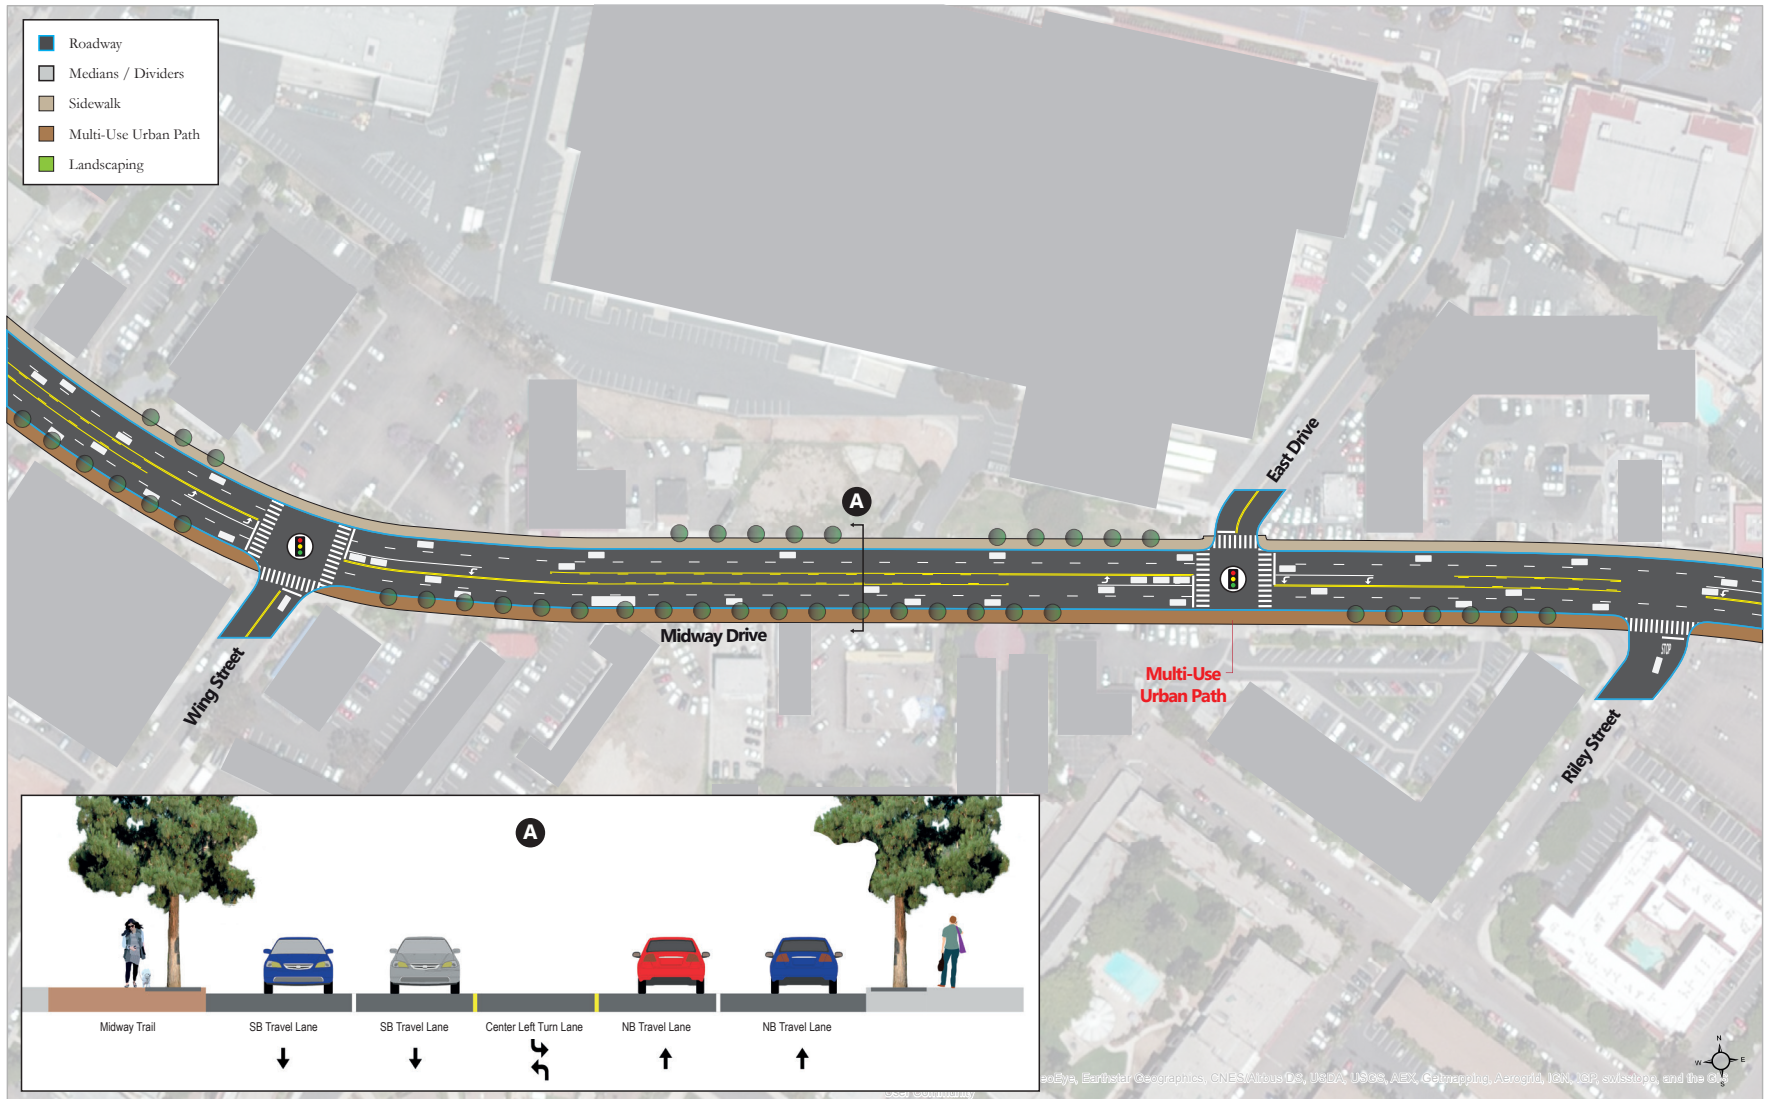 Roadway
Medians / Dividers
Sidewalk
Multi-Use Urban Path
Landscaping
East Drive
A
Midway Drive
Wing Street
Multi-Use
Urban Path
STOP
Riley Street
A
Midway Trail
SB Travel Lane
SB Travel Lane
Center Left Turn Lane
NB Travel Lane
NB Travel Lane
N
W
E
S
Earthstar Geographics, CNES/Airbus DS, USDA, USGS, AEX, Getmapping, Aerogrid, IGN, IGP, swisstopo, and the GIS
User Community